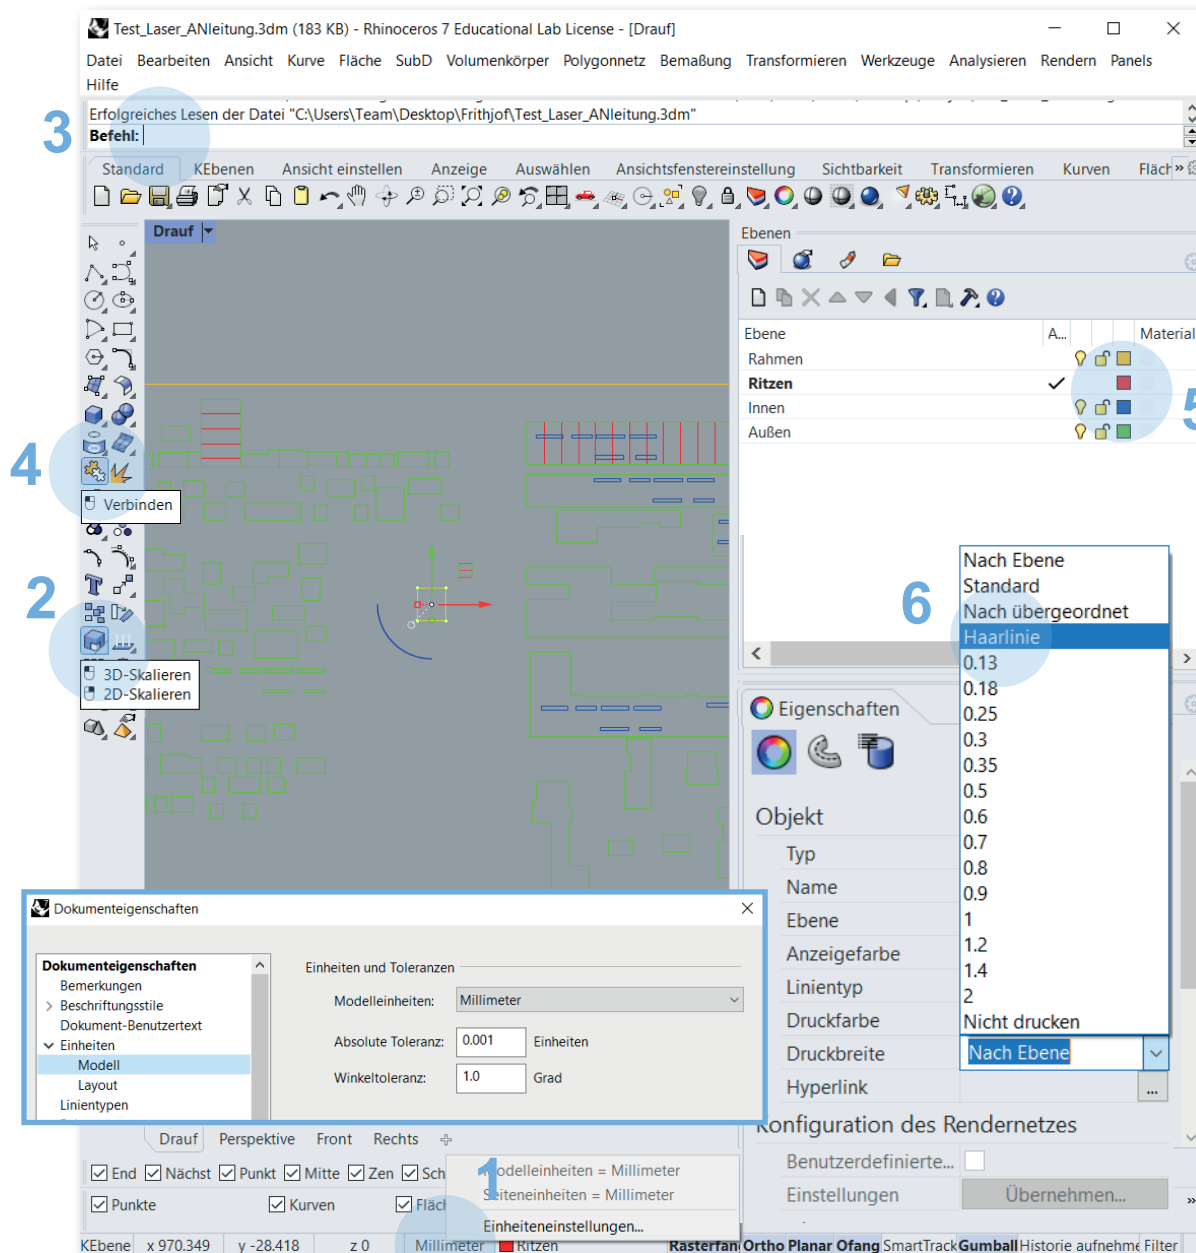 Test_Laser_ANleitung.3dm (183 KB) - Rhinoceros 7 Educational Lab License - [Drauf]
Datei Bearbeiten Ansicht Kurve Fläche SubD Volumenkörper Polygonnetz Bemaßung Transformieren Werkzeuge Analysieren Rendern Panels
Hilfe
Erfolgreiches Lesen der Datei "C:\Users\Team\Desktop\Frithjof\Test_Laser_ANleitung.3dm"
3
Befehl:
Standard KEbenen Ansicht einstellen Anzeige Auswählen Ansichtsfenstereinstellung Sichtbarkeit Transformieren Kurven Fläch »
Drauf
Ebenen
Ebene A... Material
Rahmen
Ritzen
Innen
Außen
5
4
Verbinden
2
3D-Skalieren
2D-Skalieren
6
Nach Ebene
Standard
Nach übergeordnet
Haarlinie
0.13
0.18
0.25
0.3
0.35
0.5
0.6
0.7
0.8
0.9
1
1.2
1.4
2
Nicht drucken
Eigenschaften
Objekt
Typ
Name
Ebene
Anzeigefarbe
Linientyp
Druckfarbe
Druckbreite Nach Ebene
Hyperlink ...
Konfiguration des Rendernetzes
Benutzerdefinierte...
Einstellungen Übernehmen... »
Dokumenteigenschaften
Dokumenteigenschaften
Bemerkungen
Beschriftungsstile
Dokument-Benutzertext
Einheiten
Modell
Layout
Linientypen
Einheiten und Toleranzen
Modelleinheiten: Millimeter
Absolute Toleranz: 0.001 Einheiten
Winkeltoleranz: 1.0 Grad
Drauf Perspektive Front Rechts
End Nächst Punkt Mitte Zen Sch
Punkte Kurven Fläc
1
Modelleinheiten = Millimeter
Seiteneinheiten = Millimeter
Einheiteneinstellungen...
KEbene x 970.349 y -28.418 z 0 Millimeter Ritzen Rasterfan Ortho Planar Ofang SmartTrack Gumball Historie aufnehme Filter